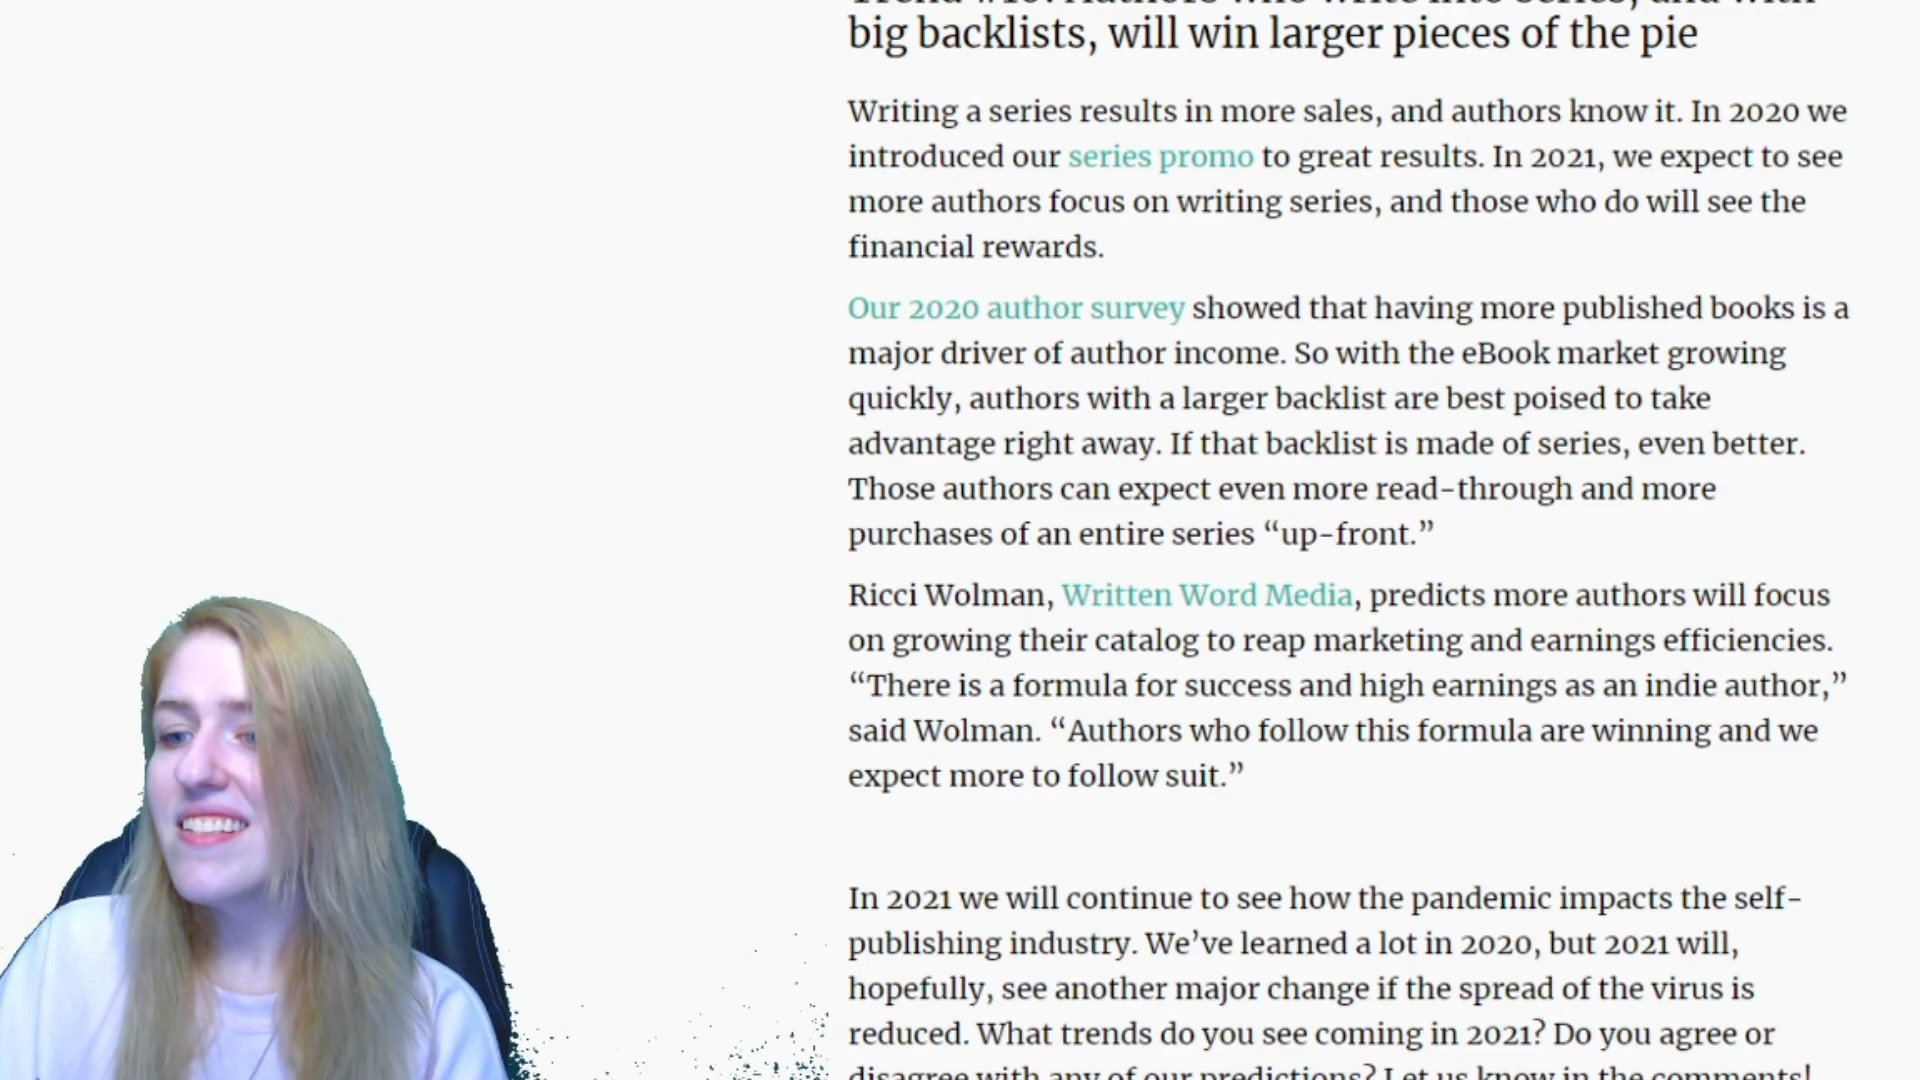 Trend #10: Authors who write into series, and with
big backlists, will win larger pieces of the pie
Writing a series results in more sales, and authors know it. In 2020 we
introduced our series promo to great results. In 2021, we expect to see
more authors focus on writing series, and those who do will see the
financial rewards.
Our 2020 author survey showed that having more published books is a
major driver of author income. So with the eBook market growing
quickly, authors with a larger backlist are best poised to take
advantage right away. If that backlist is made of series, even better.
Those authors can expect even more read-through and more
purchases of an entire series “up-front.”
Ricci Wolman, Written Word Media, predicts more authors will focus
on growing their catalog to reap marketing and earnings efficiencies.
“There is a formula for success and high earnings as an indie author,”
said Wolman. “Authors who follow this formula are winning and we
expect more to follow suit.”
In 2021 we will continue to see how the pandemic impacts the self-
publishing industry. We’ve learned a lot in 2020, but 2021 will,
hopefully, see another major change if the spread of the virus is
reduced. What trends do you see coming in 2021? Do you agree or
disagree with any of our predictions? Let us know in the comments!